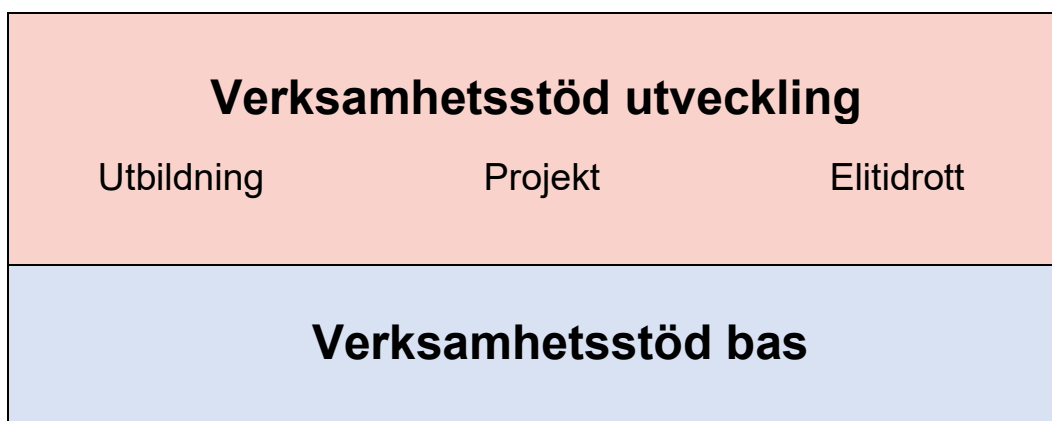 Verksamhetsstöd utveckling
Utbildning Projekt Elitidrott
Verksamhetsstöd bas